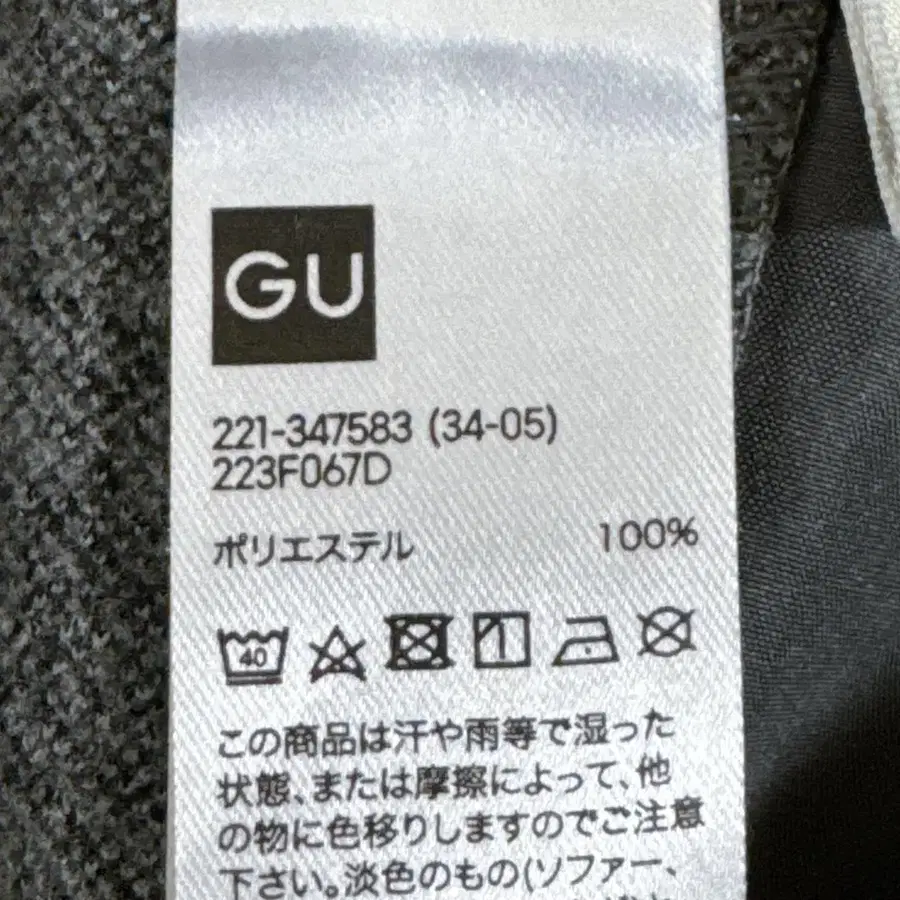 GU
221-347583 (34-05)
223F067D
ポリエステル 100%
40
この商品は汗や雨等で湿った
状態、または摩擦によって、他
の物に色移りしますのでご注意
下さい。淡色のもの(ソファー、